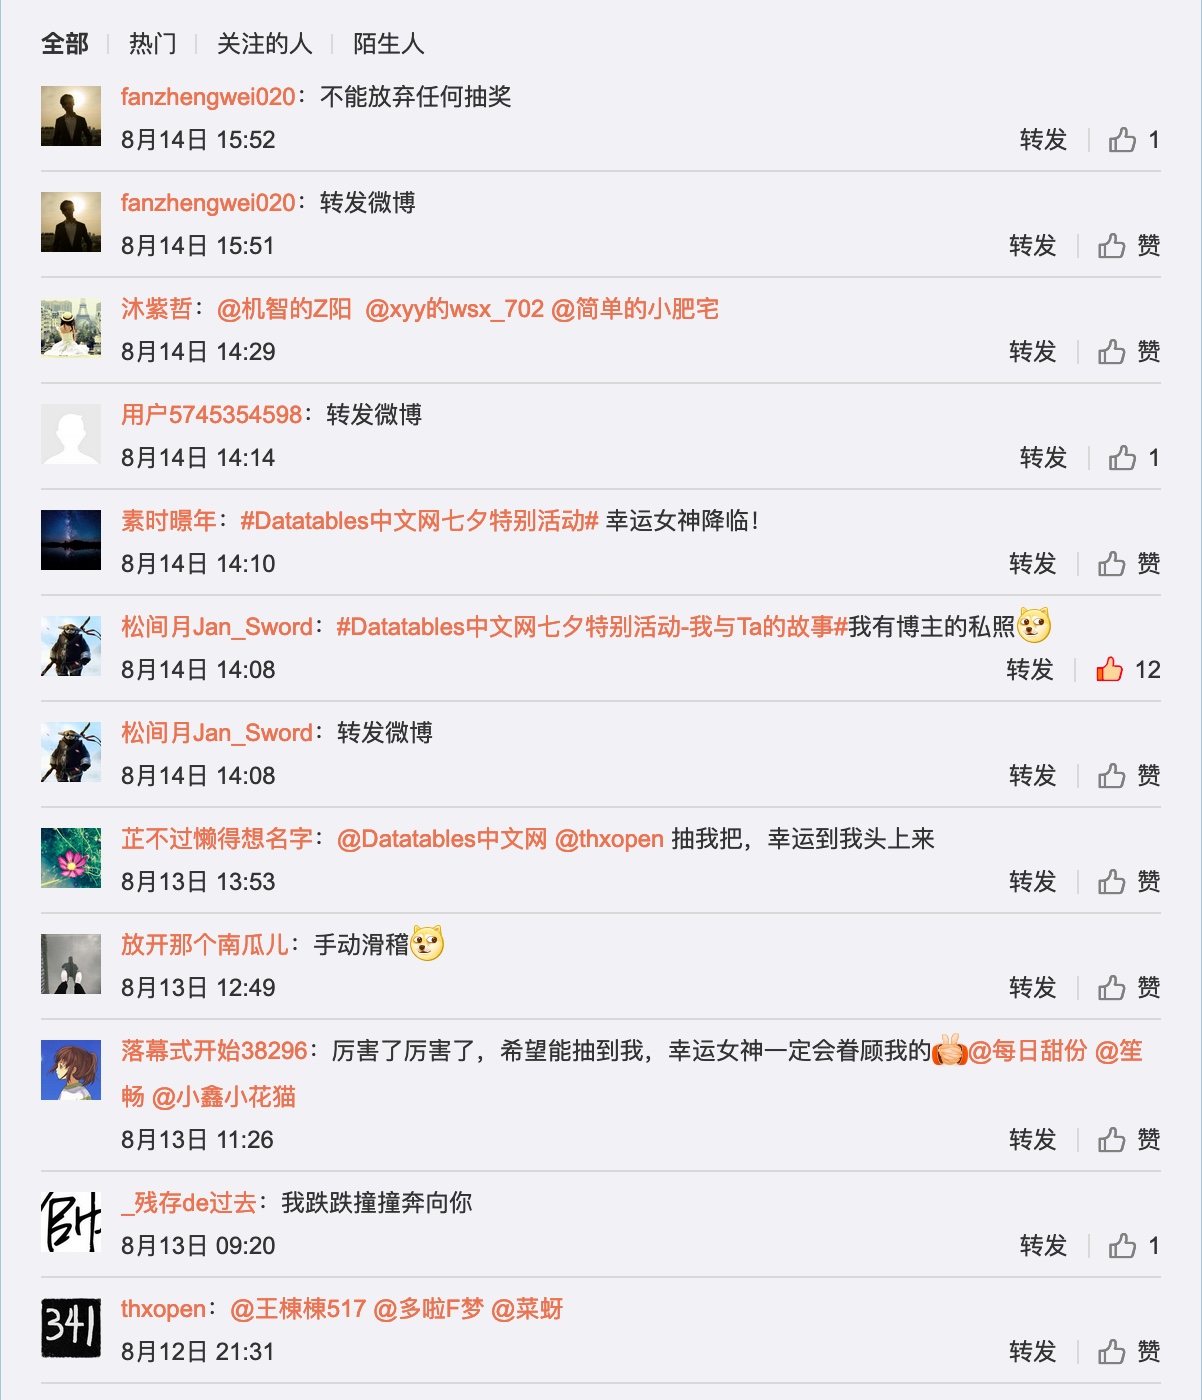 全部 热门 关注的人 陌生人
fanzhengwei020：不能放弃任何抽奖
8月14日 15:52 转发 1
fanzhengwei020：转发微博
8月14日 15:51 转发 赞
沐紫哲：@机智的Z阳 @xyy的wsx_702 @简单的小肥宅
8月14日 14:29 转发 赞
用户5745354598：转发微博
8月14日 14:14 转发 1
素时暻年：#Datatables中文网七夕特别活动# 幸运女神降临！
8月14日 14:10 转发 赞
松间月Jan_Sword：#Datatables中文网七夕特别活动-我与Ta的故事#我有博主的私照
8月14日 14:08 转发 12
松间月Jan_Sword：转发微博
8月14日 14:08 转发 赞
芷不过懒得想名字：@Datatables中文网 @thxopen 抽我把，幸运到我头上来
8月13日 13:53 转发 赞
放开那个南瓜儿：手动滑稽
8月13日 12:49 转发 赞
落幕式开始38296：厉害了厉害了，希望能抽到我，幸运女神一定会眷顾我的@每日甜份 @笙
畅 @小鑫小花猫
8月13日 11:26 转发 赞
_残存de过去：我跌跌撞撞奔向你
8月13日 09:20 转发 1
341
thxopen：@王棟棟517 @多啦F梦 @菜蚜
8月12日 21:31 转发 赞